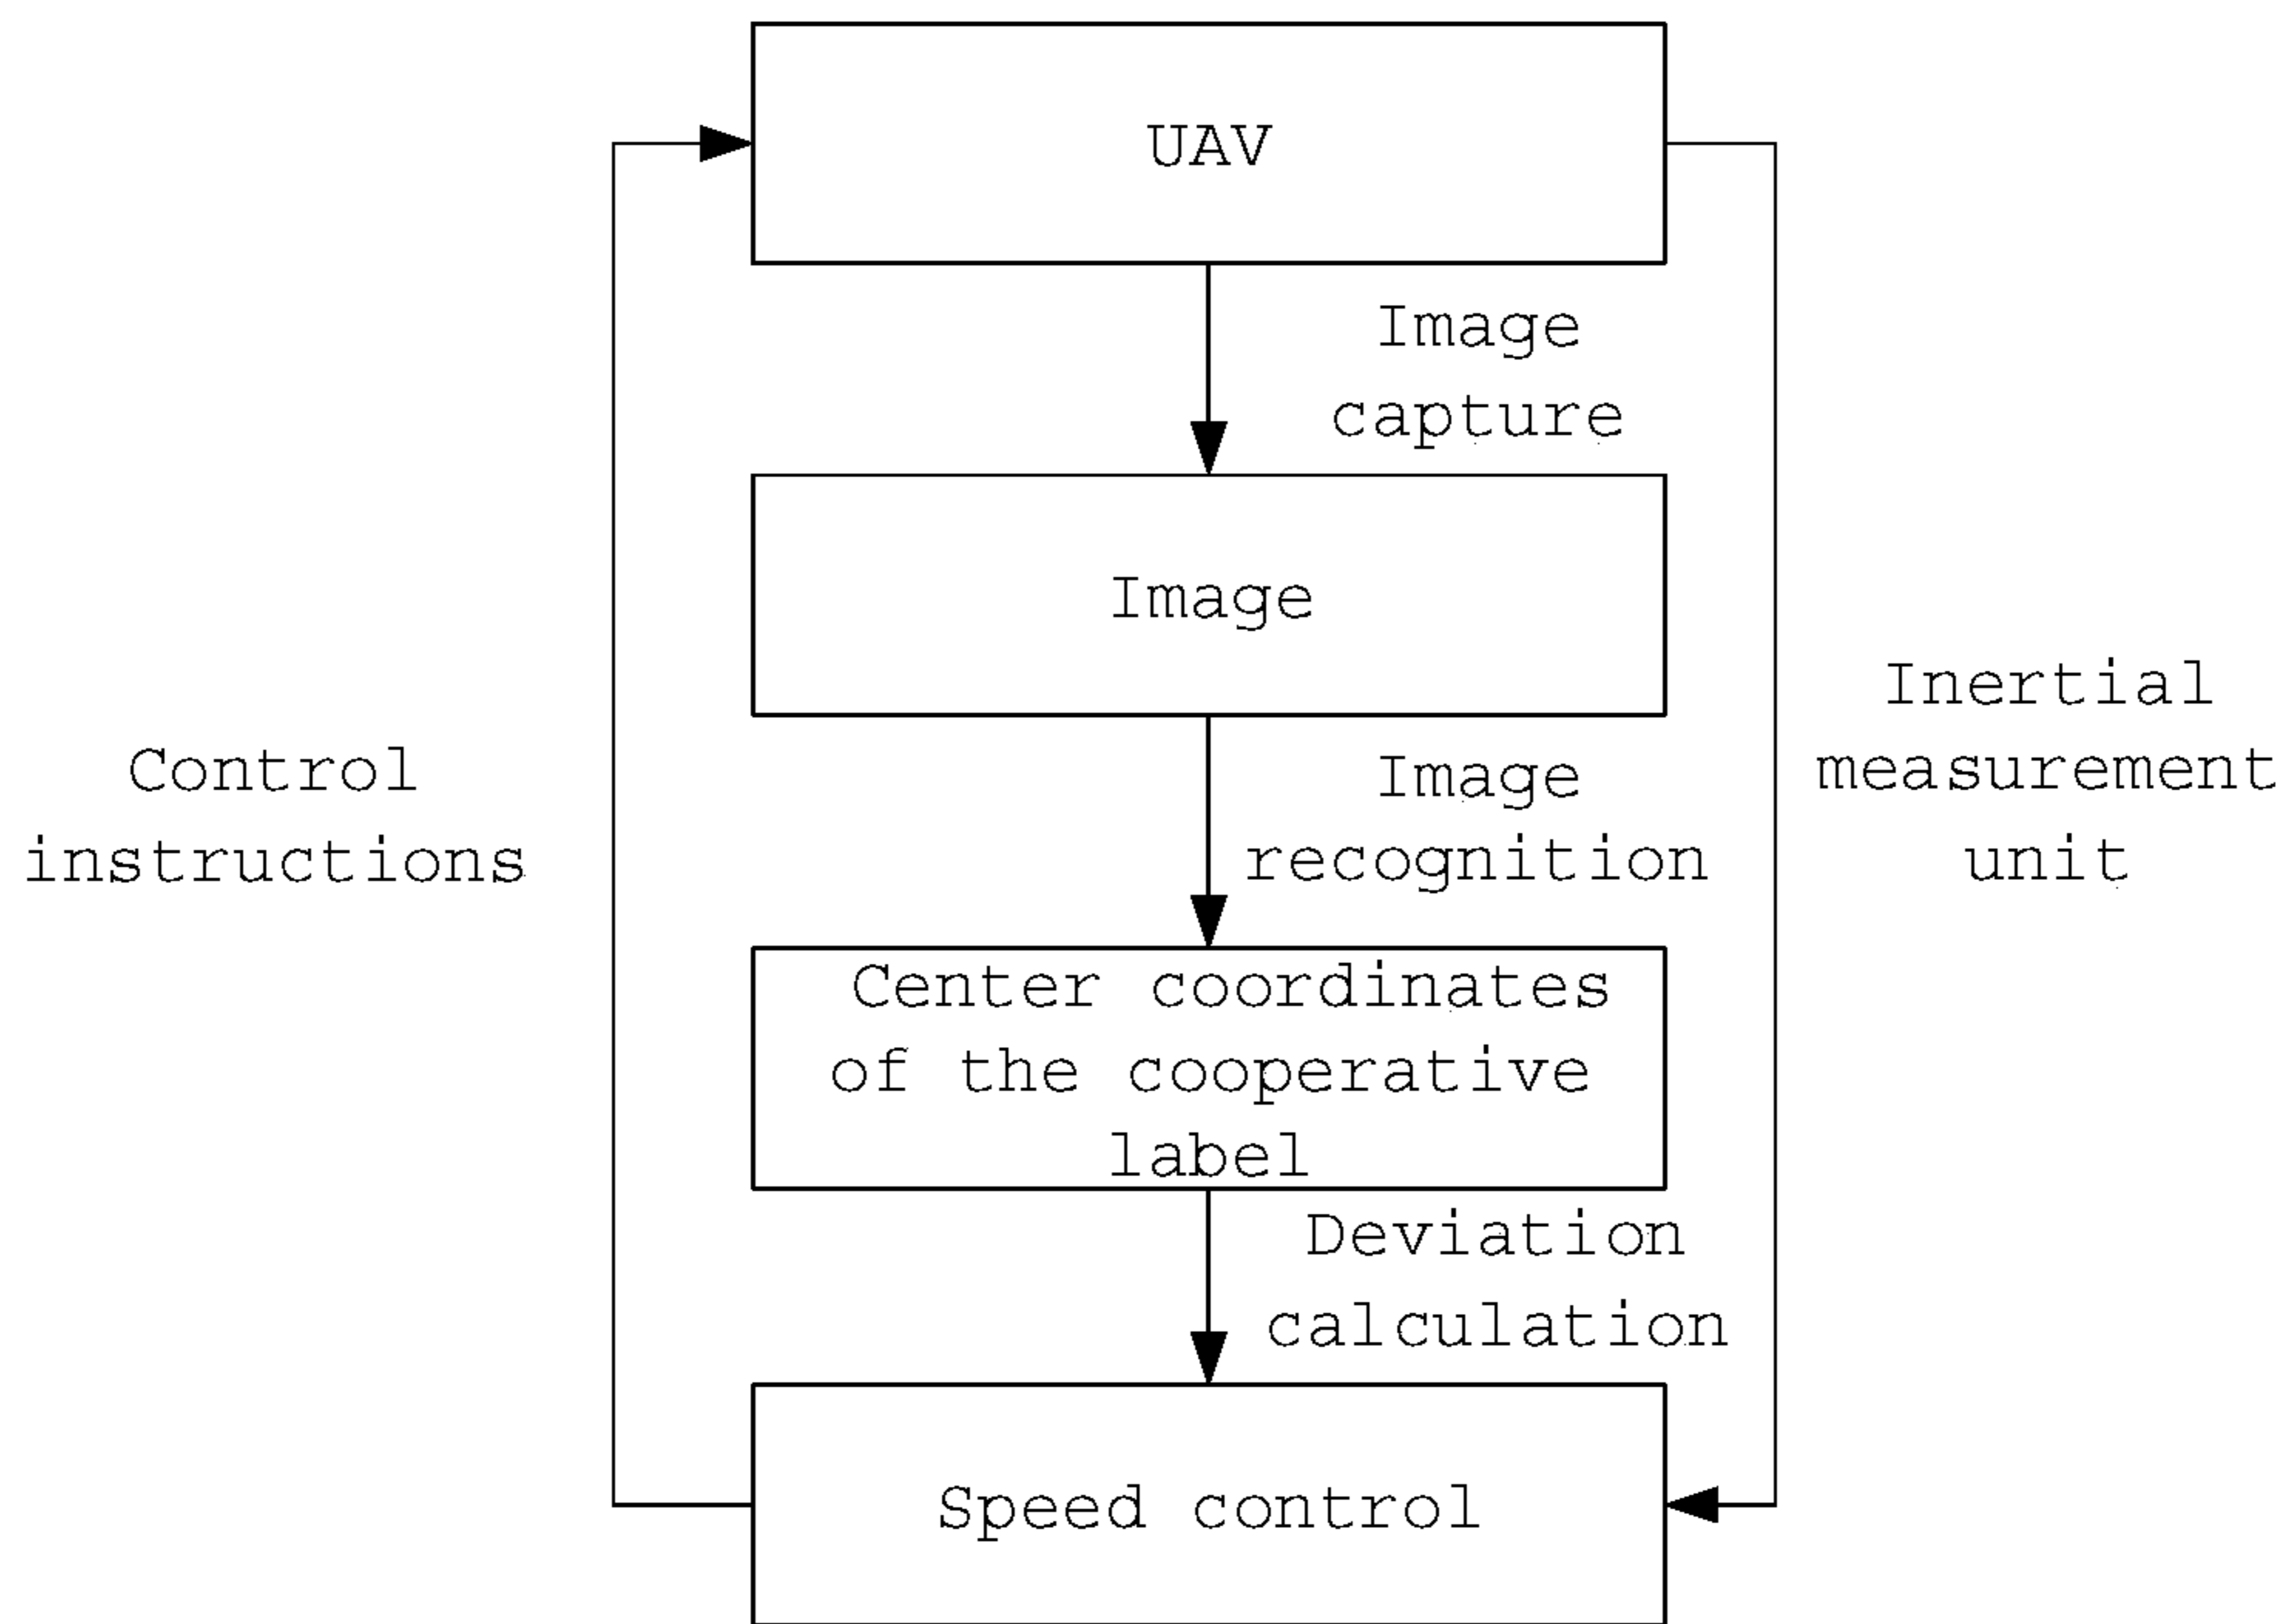 UAV
Image
capture
Image
Control
instructions
Image
recognition
Inertial
measurement
unit
Center coordinates
of the cooperative
label
Deviation
calculation
Speed control